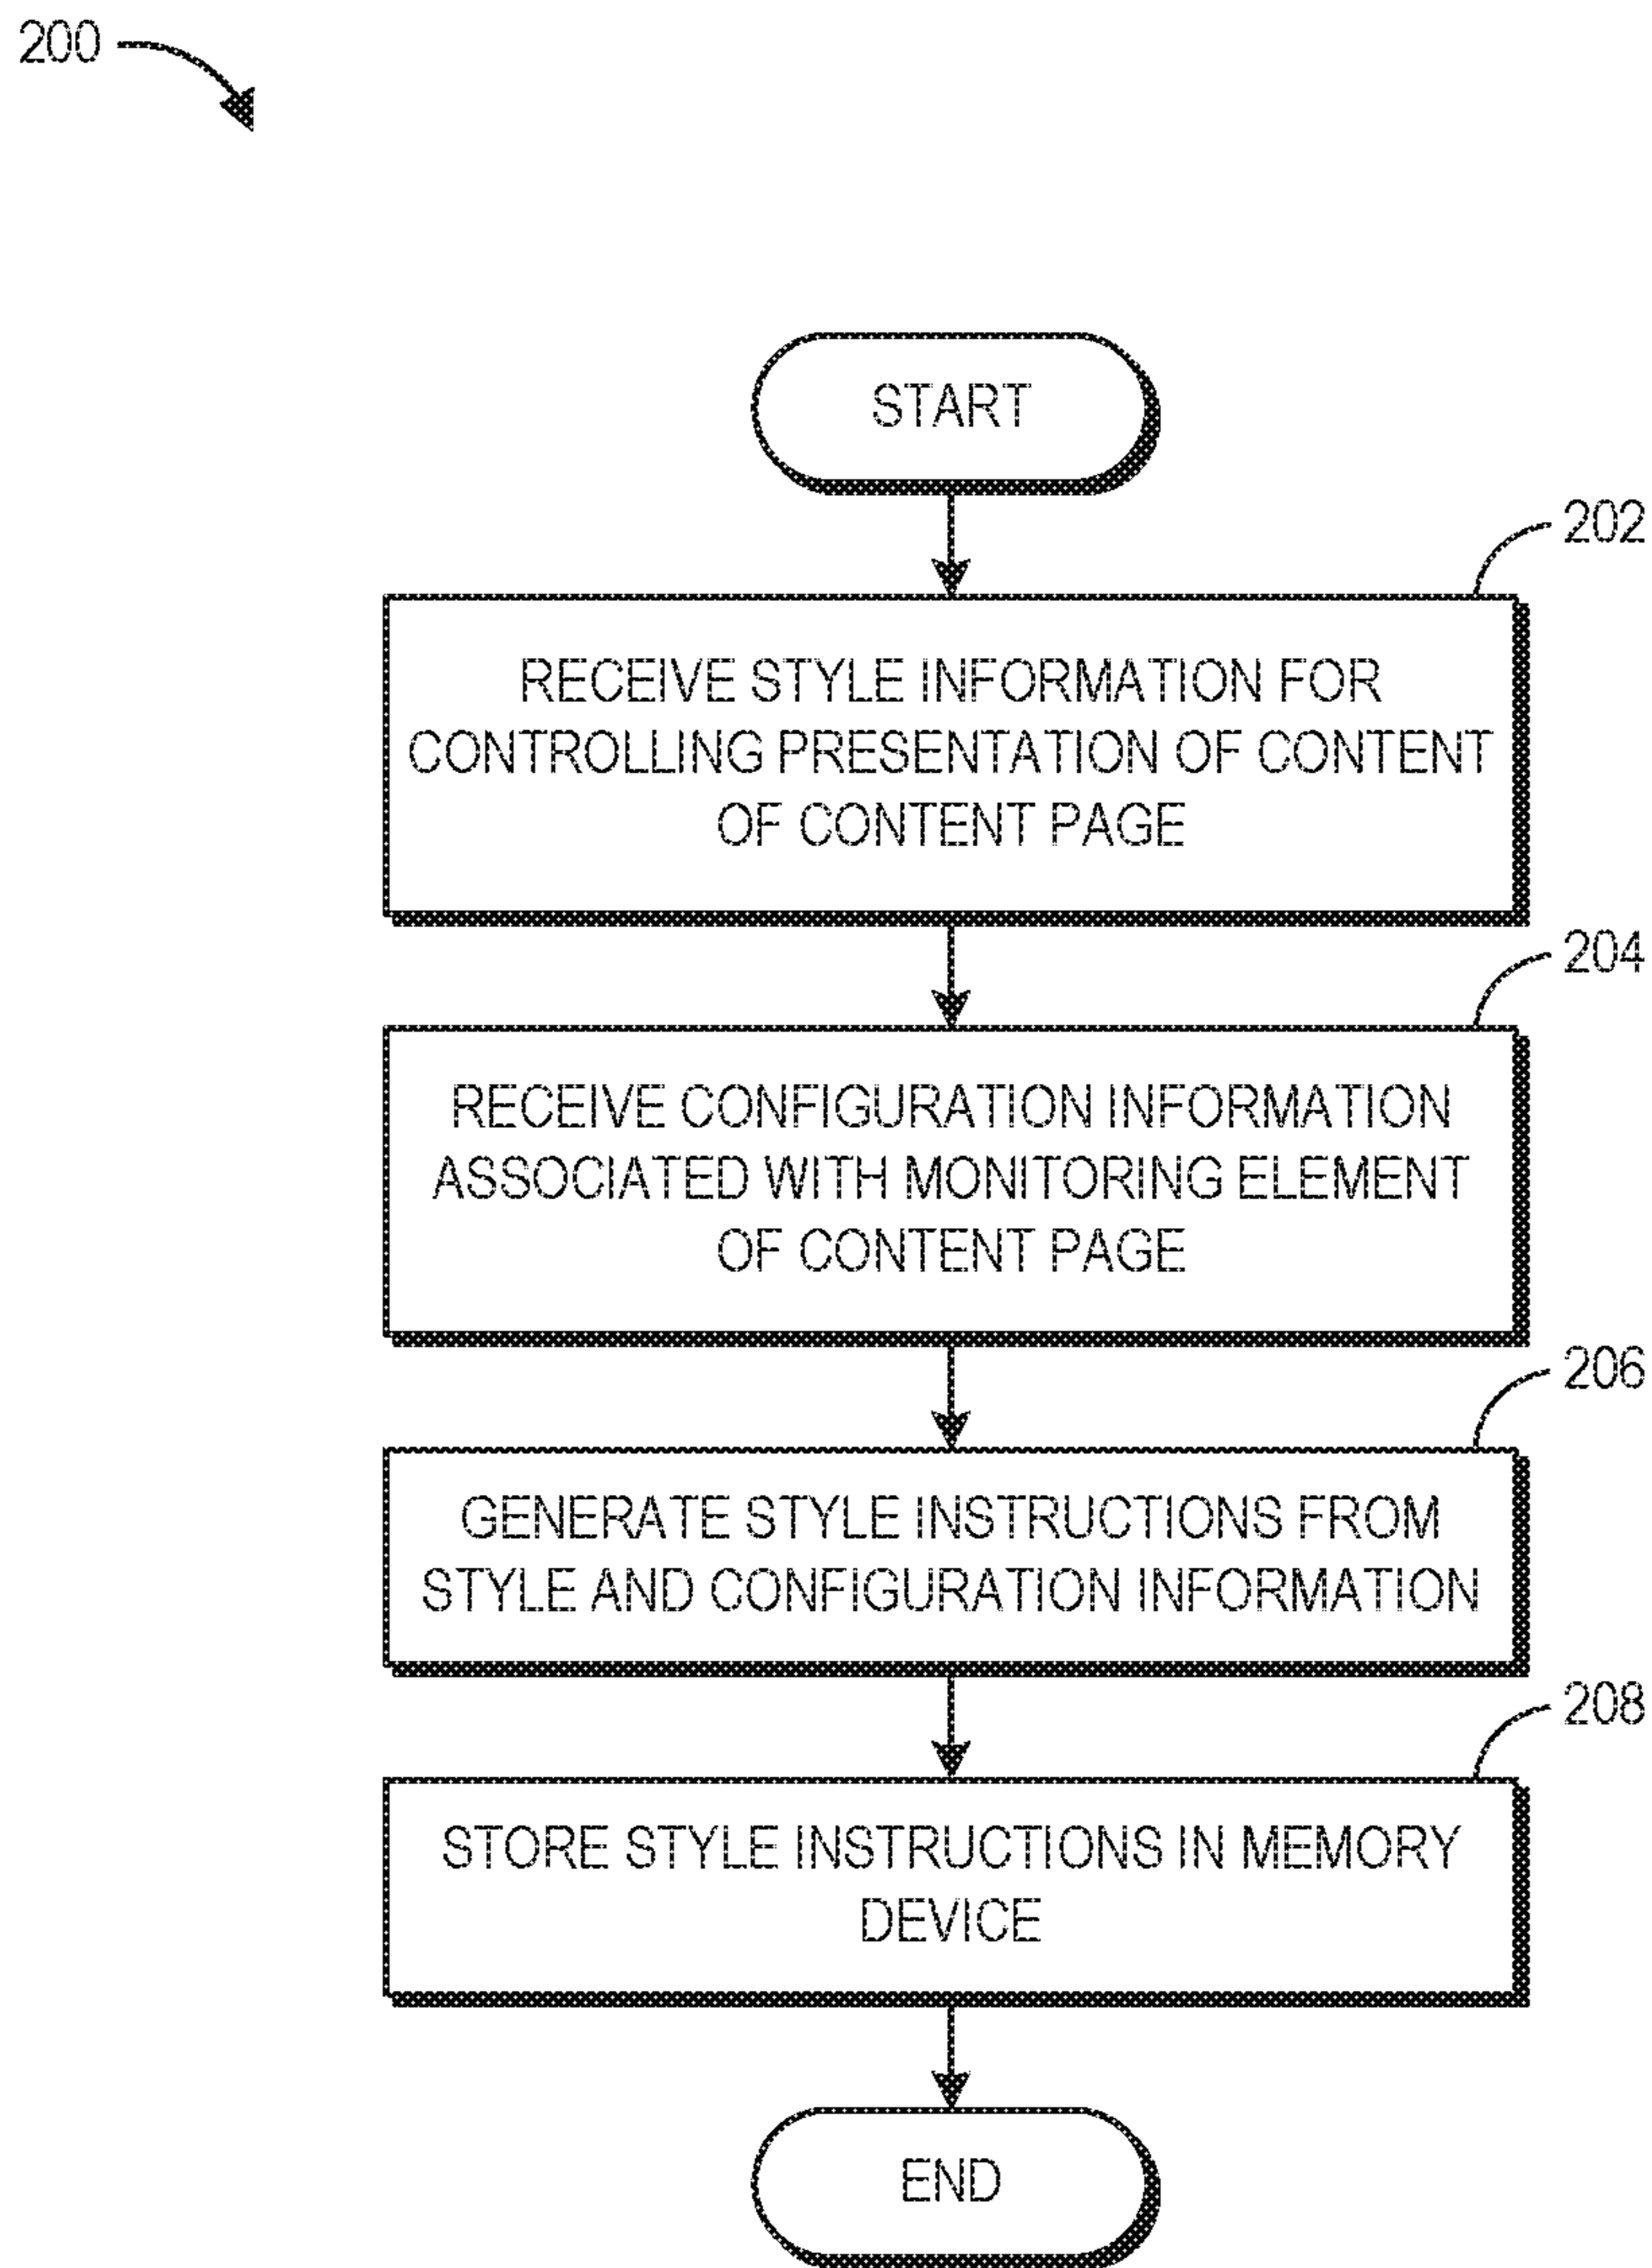 200
START
202
RECEIVE STYLE INFORMATION FOR
CONTROLLING PRESENTATION OF CONTENT
OF CONTENT PAGE
204
RECEIVE CONFIGURATION INFORMATION
ASSOCIATED WITH MONITORING ELEMENT
OF CONTENT PAGE
206
GENERATE STYLE INSTRUCTIONS FROM
STYLE AND CONFIGURATION INFORMATION
208
STORE STYLE INSTRUCTIONS IN MEMORY
DEVICE
END